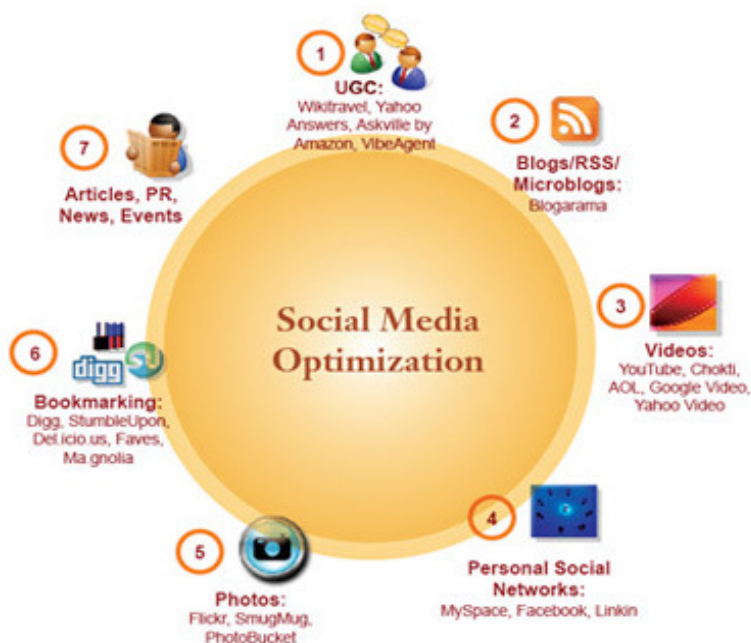 1
UGC:
Wikitravel, Yahoo
Answers, Askville by
Amazon, VibeAgent
2
Blogs/RSS/
Microblogs:
Blogarama
3
Videos:
YouTube, Chokti,
AOL, Google Video,
Yahoo Video
4
Personal Social
Networks:
MySpace, Facebook, Linkin
5
Photos:
Flickr, SmugMug,
PhotoBucket
6
digg
SU
Bookmarking:
Digg, StumbleUpon,
Del.icio.us, Faves,
Ma.gnolia
7
Articles, PR,
News, Events
Social Media
Optimization